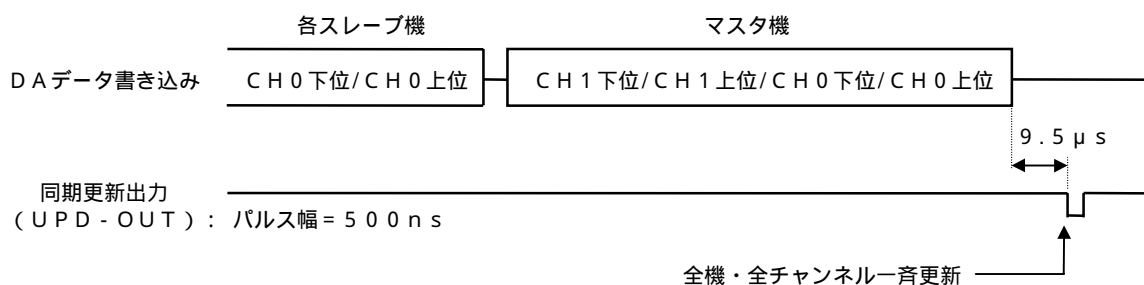 各スレーブ機
マスタ機
ＤＡデータ書き込み
ＣＨ０下位/ＣＨ０上位
ＣＨ１下位/ＣＨ１上位/ＣＨ０下位/ＣＨ０上位
９.５μｓ
同期更新出力
(ＵＰＤ-ＯＵＴ): パルス幅=５００ｎｓ
全機・全チャンネル一斉更新